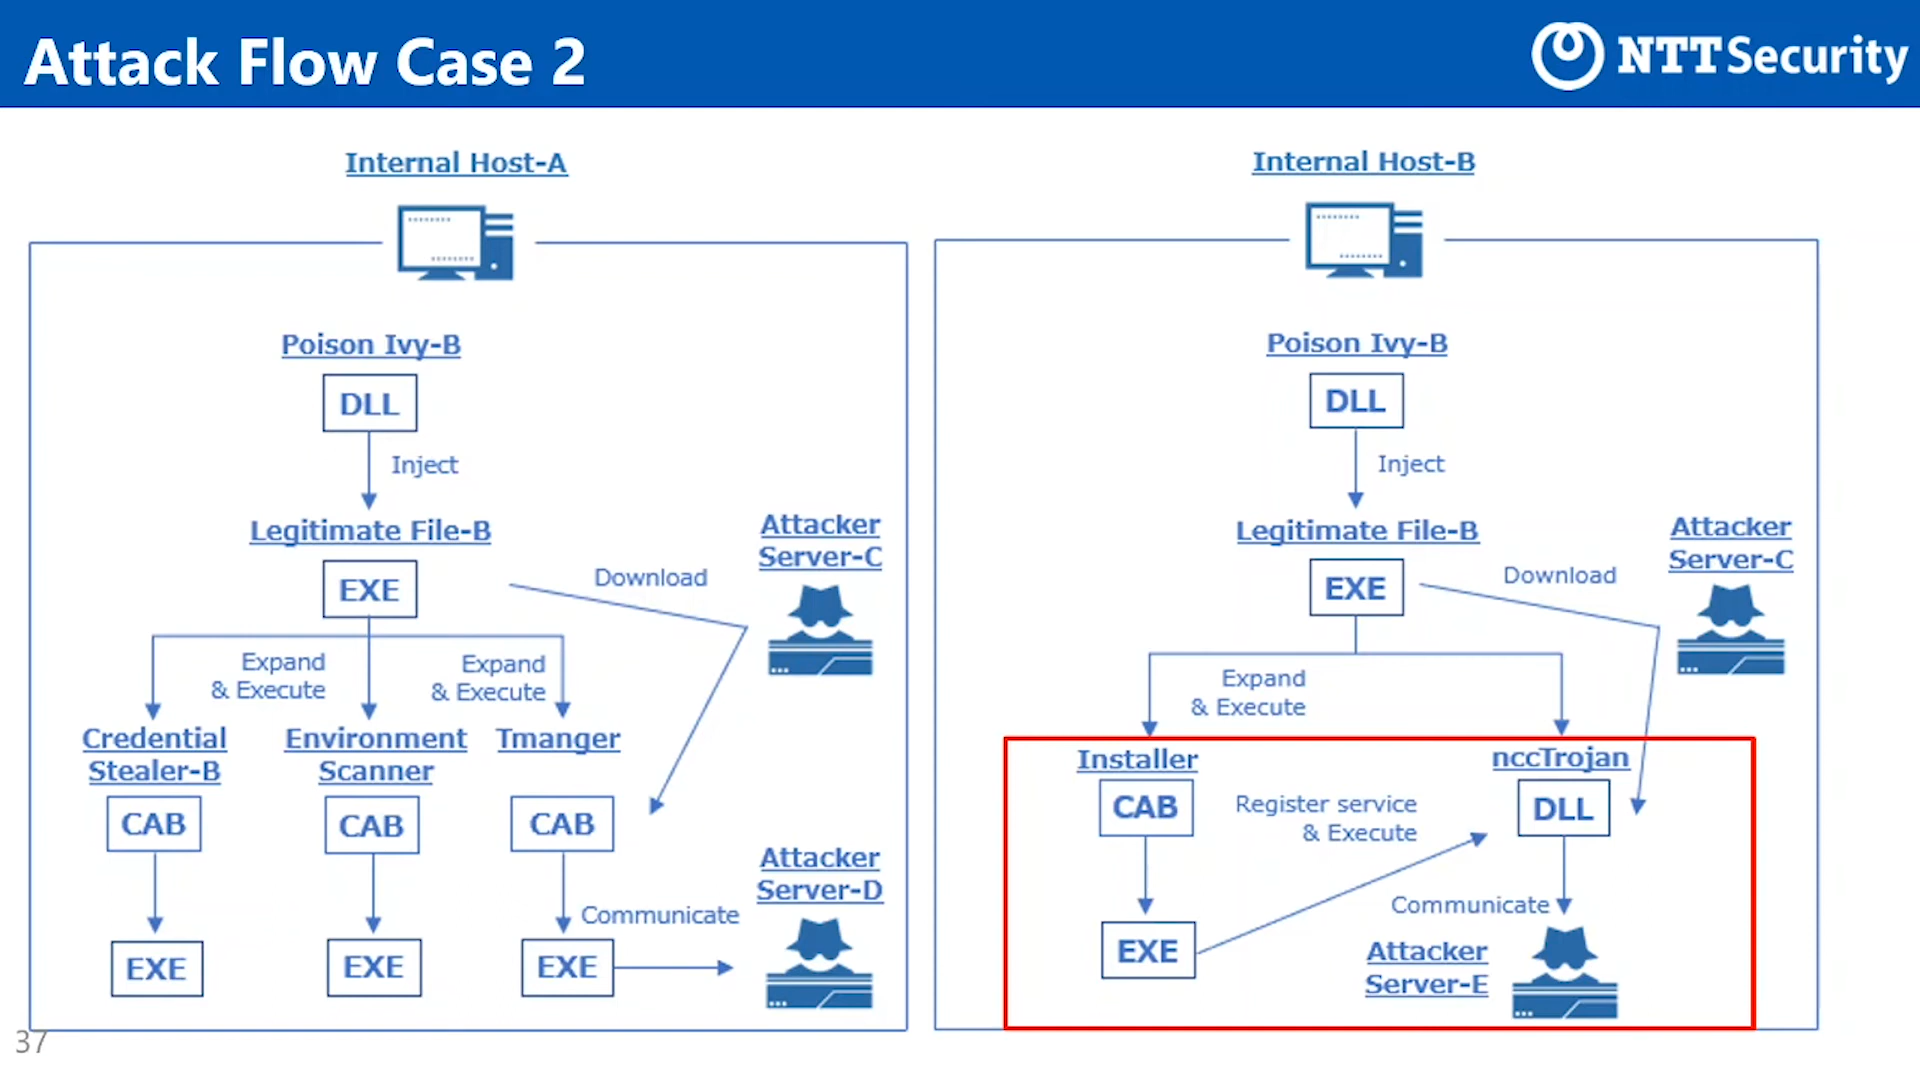 Attack Flow Case 2
NTT Security
Internal Host-A
Poison Ivy-B
DLL
Inject
Legitimate File-B
EXE
Download
Attacker
Server-C
Expand
& Execute
Expand
& Execute
Credential
Stealer-B
CAB
EXE
Environment
Scanner
CAB
EXE
Tmanger
CAB
EXE
Communicate
Attacker
Server-D
Internal Host-B
Poison Ivy-B
DLL
Inject
Legitimate File-B
EXE
Download
Attacker
Server-C
Expand
& Execute
Installer
CAB
EXE
Register service
& Execute
nccTrojan
DLL
Communicate
Attacker
Server-E
37